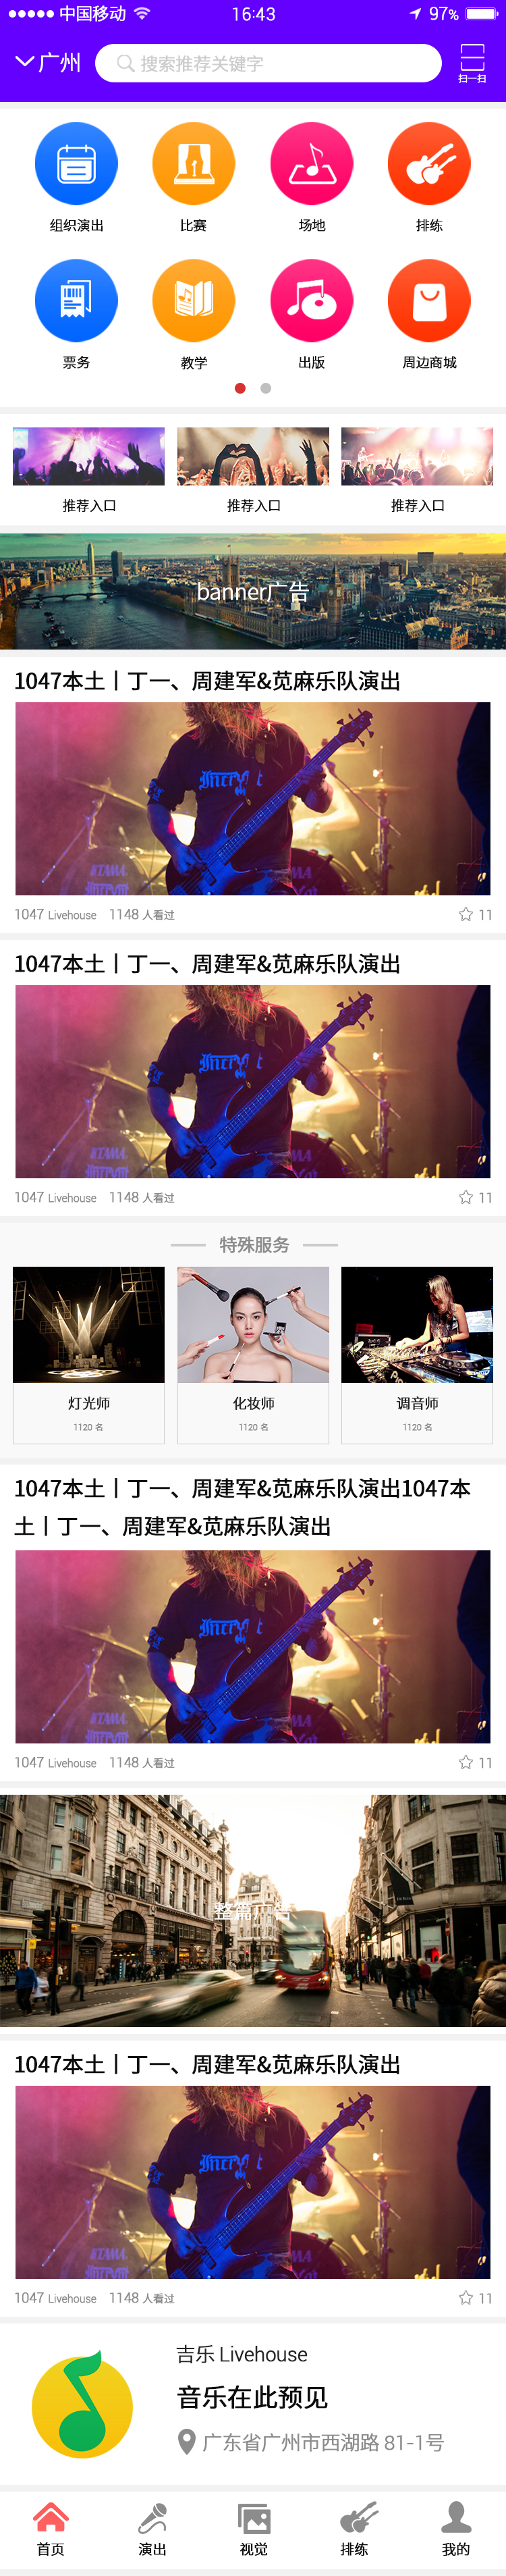 中国移动 16:43 97%
广州 搜索推荐关键字 扫一扫
组织演出 比赛 场地 排练
票务 教学 出版 周边商城
推荐入口 推荐入口 推荐入口
banner广告
1047本土丨丁一、周建军&苋麻乐队演出
1047 Livehouse 1148 人看过 11
1047本土丨丁一、周建军&苋麻乐队演出
1047 Livehouse 1148 人看过 11
特殊服务
灯光师 化妆师 调音师
1120 名 1120 名 1120 名
1047本土丨丁一、周建军&苋麻乐队演出1047本
土丨丁一、周建军&苋麻乐队演出
1047 Livehouse 1148 人看过 11
整篇广告
1047本土丨丁一、周建军&苋麻乐队演出
1047 Livehouse 1148 人看过 11
吉乐 Livehouse
音乐在此预见
广东省广州市西湖路 81-1号
首页 演出 视觉 排练 我的